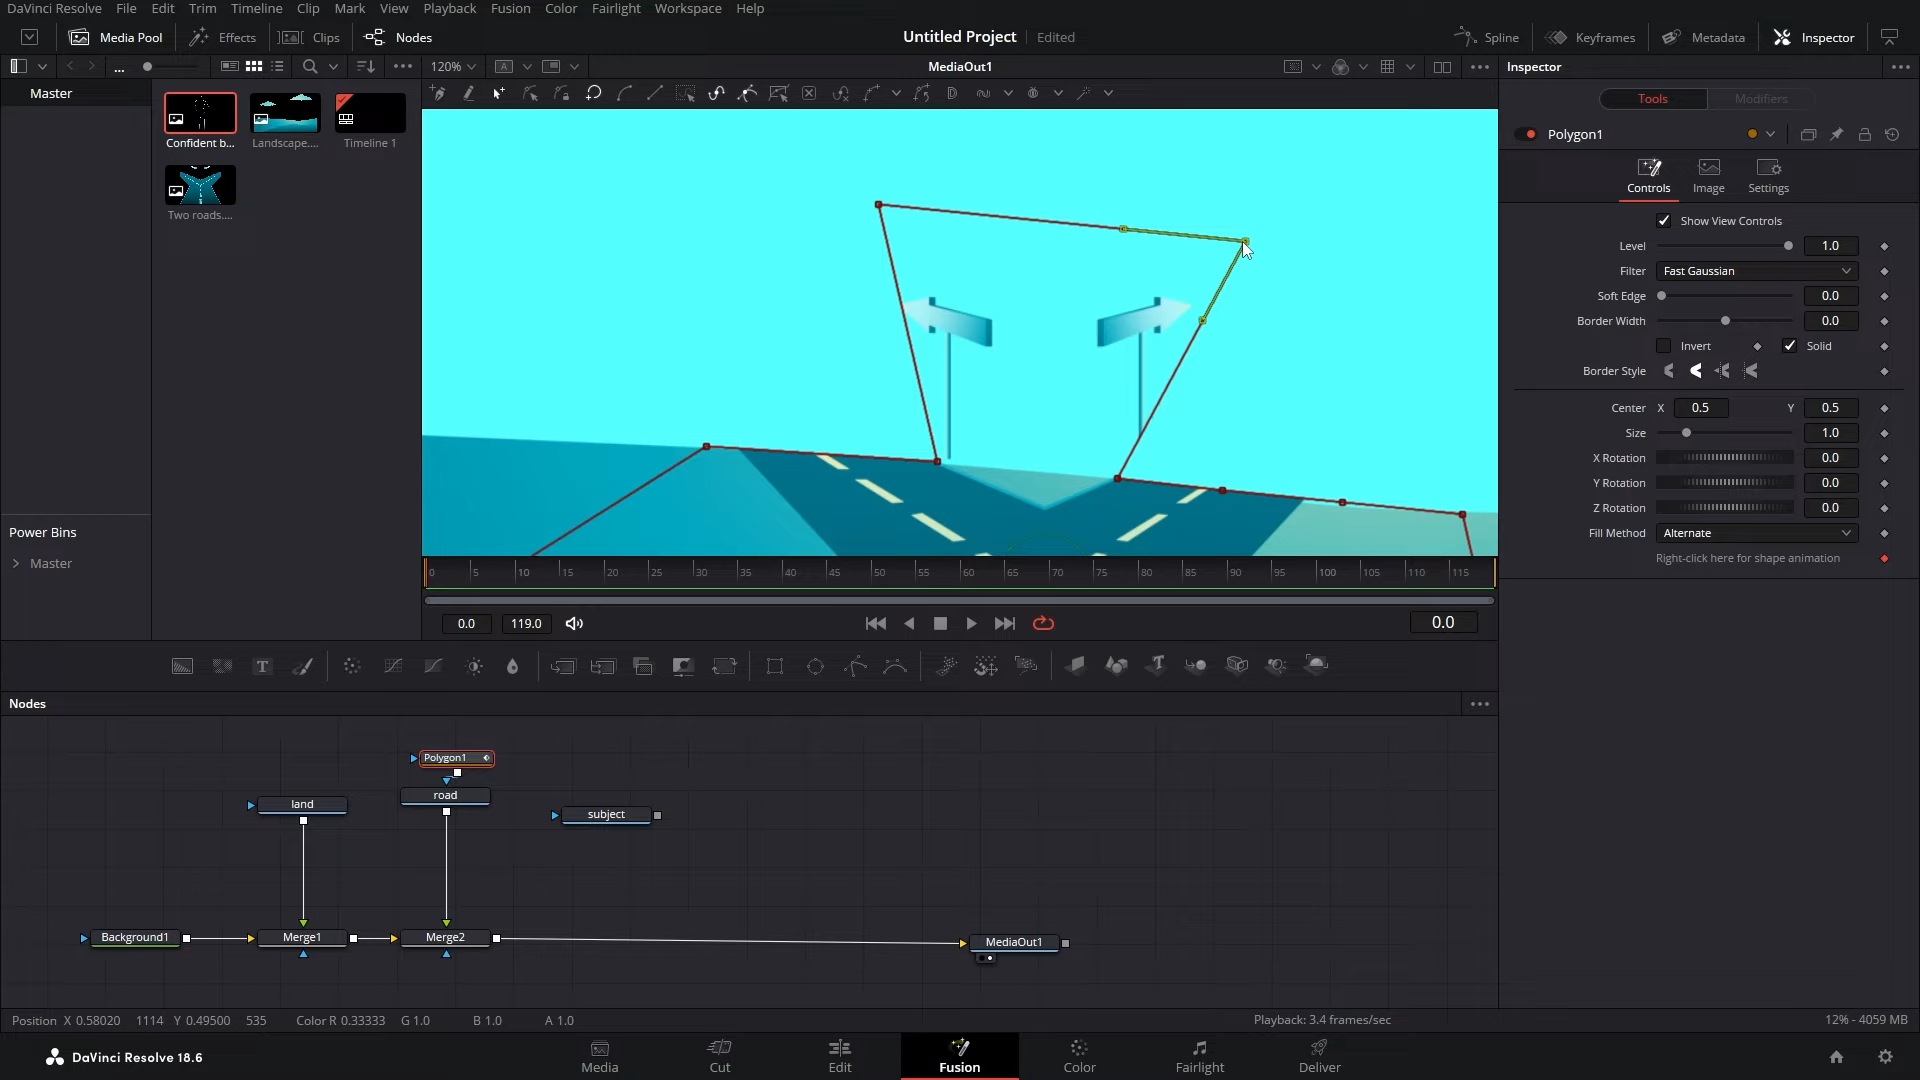 DaVinci Resolve File Edit Trim Timeline Clip Mark View Playback Fusion Color Fairlight Workspace Help
Media Pool Effects Clips Nodes Untitled Project Edited Spline Keyframes Metadata Inspector
... 120% MediaOut1 Inspector
Master
Confident b... Landscape.... Timeline 1
Two roads....
Tools Modifiers
Polygon1
Controls Image Settings
Show View Controls
Level 1.0
Filter Fast Gaussian
Soft Edge 0.0
Border Width 0.0
Invert Solid
Border Style
Center X 0.5 Y 0.5
Size 1.0
X Rotation 0.0
Y Rotation 0.0
Z Rotation 0.0
Fill Method Alternate
Right-click here for shape animation
Power Bins
Master
0 5 10 15 20 25 30 35 40 45 50 55 60 65 70 75 80 85 90 95 100 105 110 115
0.0 119.0 0.0
T
Nodes
Polygon1
land
road
subject
Background1 Merge1 Merge2 MediaOut1
Position X 0.58020 1114 Y 0.49500 535 Color R 0.33333 G 1.0 B 1.0 A 1.0 Playback: 3.4 frames/sec 12% - 4059 MB
DaVinci Resolve 18.6
Media Cut Edit Fusion Color Fairlight Deliver